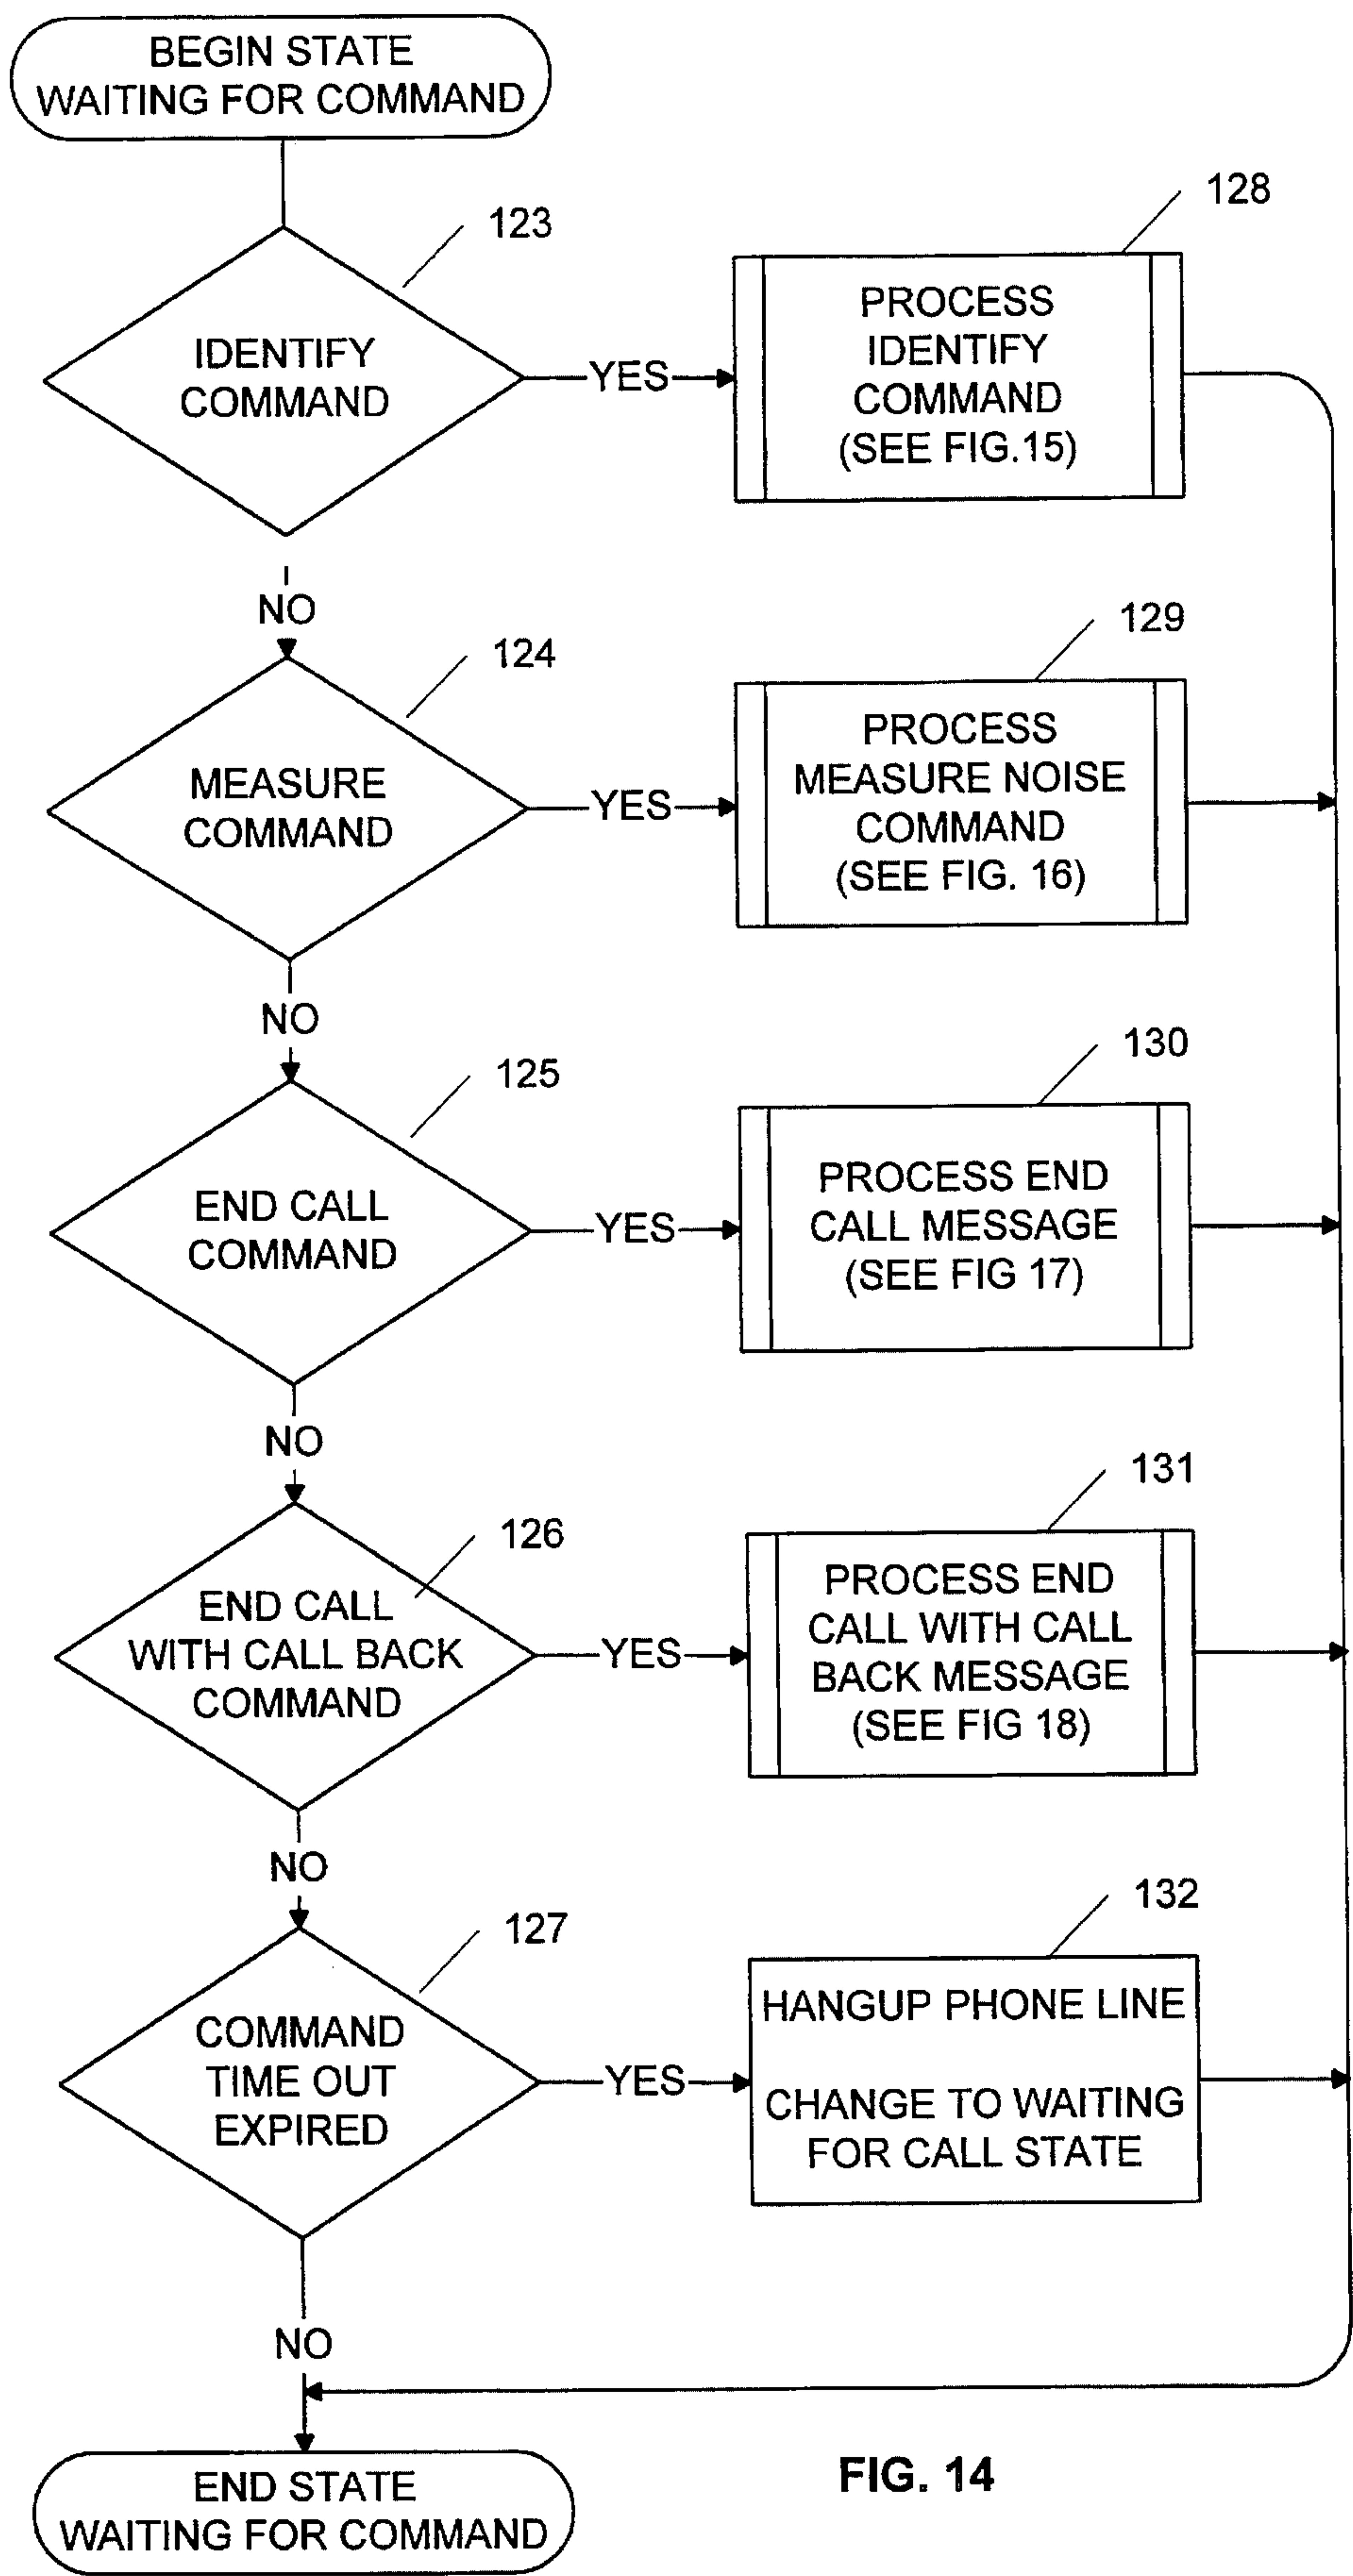 BEGIN STATE
WAITING FOR COMMAND
123
128
IDENTIFY
COMMAND
YES
PROCESS
IDENTIFY
COMMAND
(SEE FIG.15)
NO
124
129
MEASURE
COMMAND
YES
PROCESS
MEASURE NOISE
COMMAND
(SEE FIG. 16)
NO
125
130
END CALL
COMMAND
YES
PROCESS END
CALL MESSAGE
(SEE FIG 17)
NO
126
131
END CALL
WITH CALL BACK
COMMAND
YES
PROCESS END
CALL WITH CALL
BACK MESSAGE
(SEE FIG 18)
NO
127
132
COMMAND
TIME OUT
EXPIRED
YES
HANGUP PHONE LINE
CHANGE TO WAITING
FOR CALL STATE
NO
END STATE
WAITING FOR COMMAND
FIG. 14